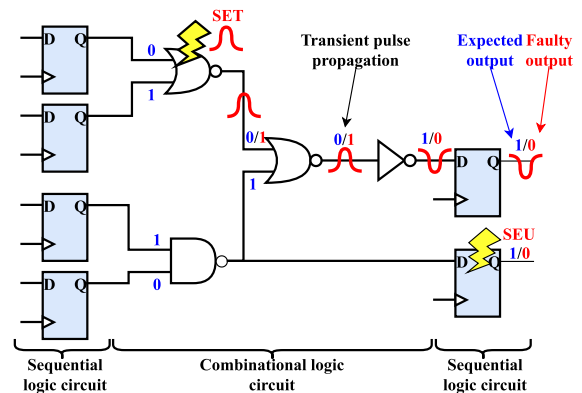 SET
D Q
0
1
Transient pulse
propagation
Expected
output
Faulty
output
D Q
0/1
0/1
1/0
1/0
D Q
1
D Q
1
0
D Q
SEU
D Q
1/0
Sequential
logic circuit
Combinational logic
circuit
Sequential
logic circuit